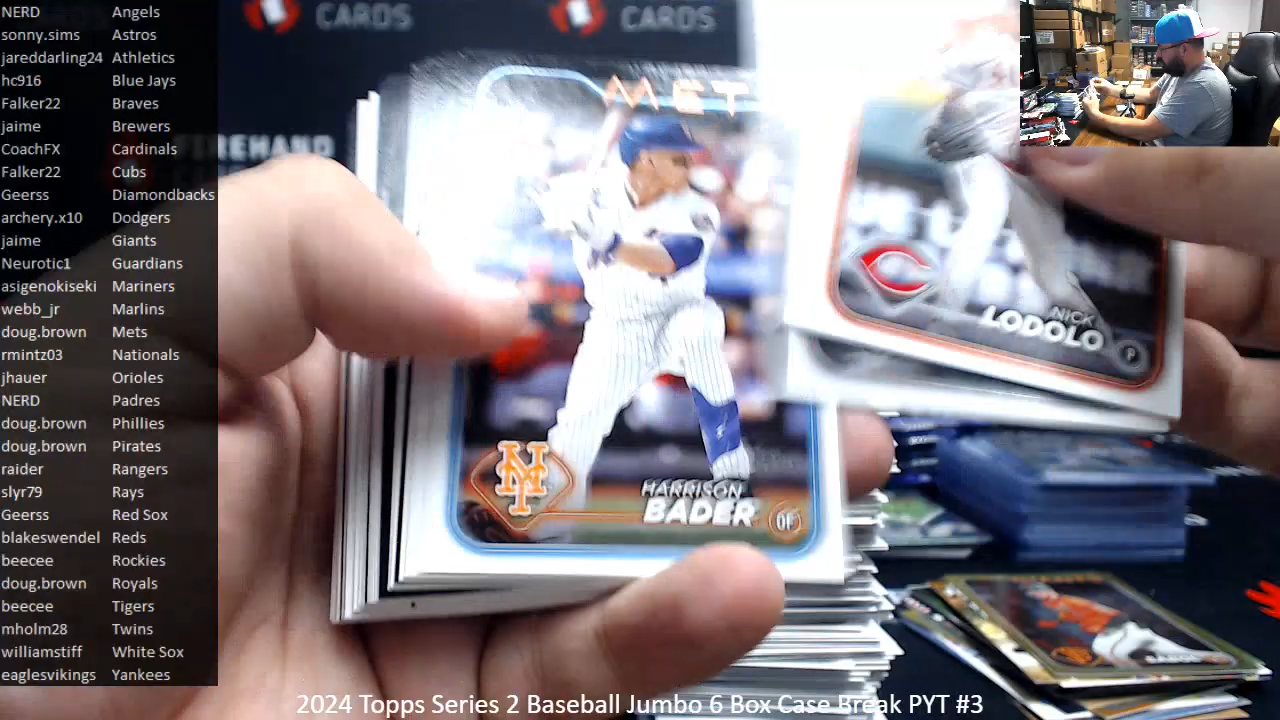 NERD Angels
sonny.sims Astros
jareddarling24 Athletics
hc916 Blue Jays
Falker22 Braves
jaime Brewers
CoachFX Cardinals
Falker22 Cubs
Geerss Diamondbacks
archery.x10 Dodgers
jaime Giants
Neurotic1 Guardians
asigenokiseki Mariners
webb_jr Marlins
doug.brown Mets
rmintz03 Nationals
jhauer Orioles
NERD Padres
doug.brown Phillies
doug.brown Pirates
raider Rangers
slyr79 Rays
Geerss Red Sox
blakeswendel Reds
beecee Rockies
doug.brown Royals
beecee Tigers
mholm28 Twins
williamstiff White Sox
eaglesvikings Yankees
CARDS
CARDS
FIREHAND
MET
NICK
LODOLO
P
NY
HARRISON
BADER
OF
2024 Topps Series 2 Baseball Jumbo 6 Box Case Break PYT #3